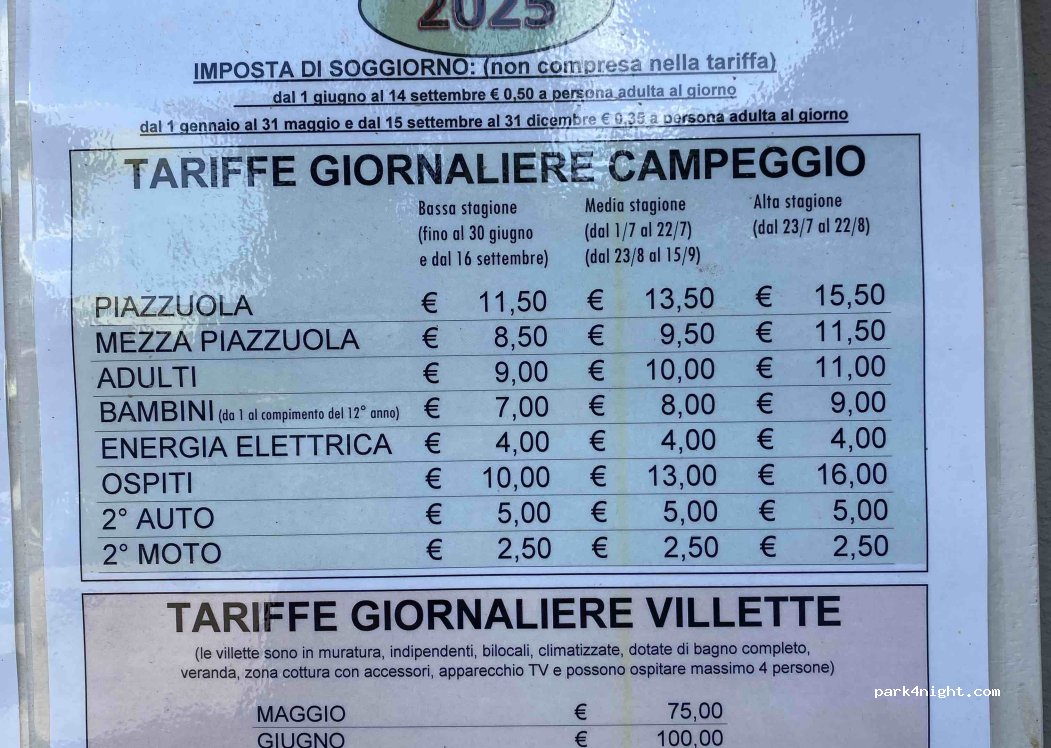 2025
IMPOSTA DI SOGGIORNO: (non compresa nella tariffa)
dal 1 giugno al 14 settembre € 0,50 a persona adulta al giorno
dal 1 gennaio al 31 maggio e dal 15 settembre al 31 dicembre € 0,35 a persona adulta al giorno
TARIFFE GIORNALIERE CAMPEGGIO
Bassa stagione Media stagione Alta stagione
(fino al 30 giugno (dal 1/7 al 22/7) (dal 23/7 al 22/8)
e dal 16 settembre) (dal 23/8 al 15/9)
PIAZZUOLA € 11,50 € 13,50 € 15,50
MEZZA PIAZZUOLA € 8,50 € 9,50 € 11,50
ADULTI € 9,00 € 10,00 € 11,00
BAMBINI (da 1 al compimento del 12° anno) € 7,00 € 8,00 € 9,00
ENERGIA ELETTRICA € 4,00 € 4,00 € 4,00
OSPITI € 10,00 € 13,00 € 16,00
2° AUTO € 5,00 € 5,00 € 5,00
2° MOTO € 2,50 € 2,50 € 2,50
TARIFFE GIORNALIERE VILLETTE
(le villette sono in muratura, indipendenti, bilocali, climatizzate, dotate di bagno completo,
veranda, zona cottura con accessori, apparecchio TV e possono ospitare massimo 4 persone)
park4night.com
MAGGIO € 75,00
GIUGNO € 100,00